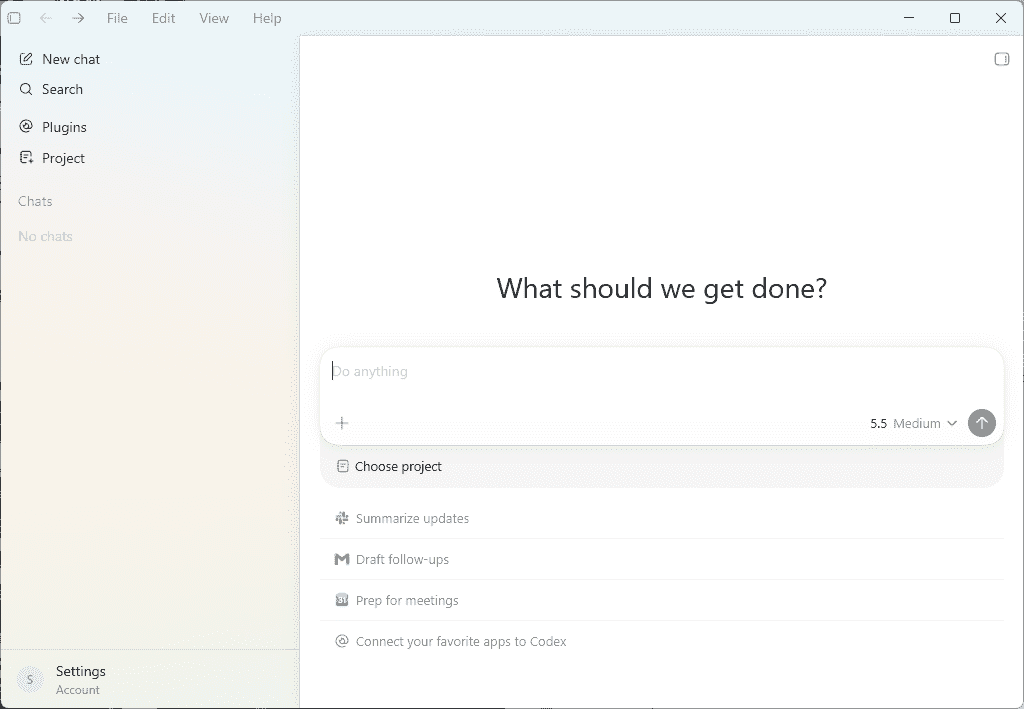 File Edit View Help
New chat
Search
Plugins
Project
Chats
No chats
What should we get done?
Do anything
5.5 Medium
Choose project
Summarize updates
Draft follow-ups
31
Prep for meetings
Connect your favorite apps to Codex
S
Settings
Account